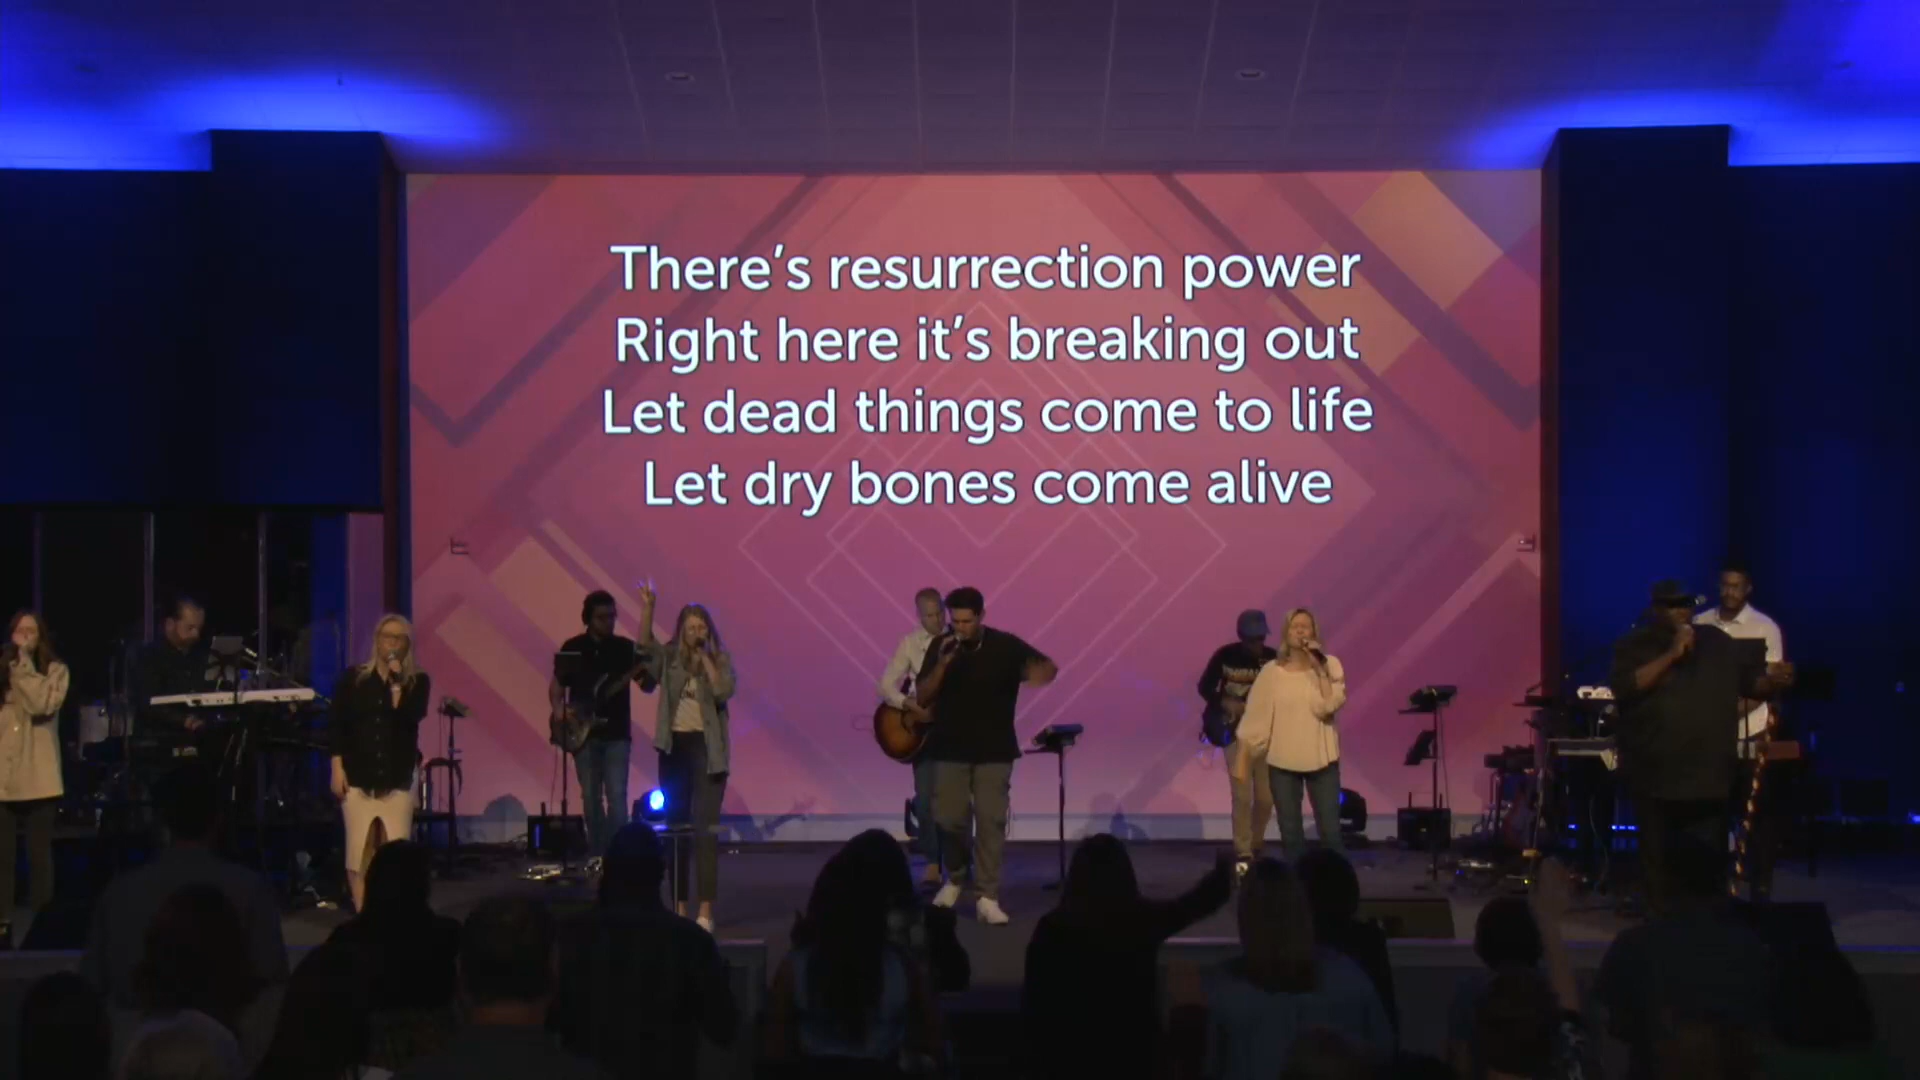 There's resurrection power
Right here it's breaking out
Let dead things come to life
Let dry bones come alive